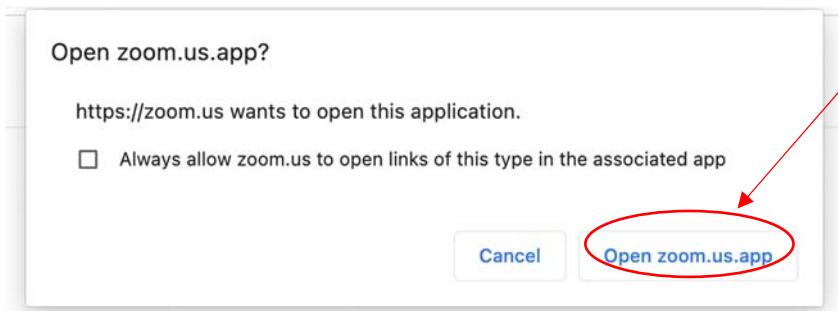 Open zoom.us.app?
https://zoom.us wants to open this application.
Always allow zoom.us to open links of this type in the associated app
Cancel
Open zoom.us.app